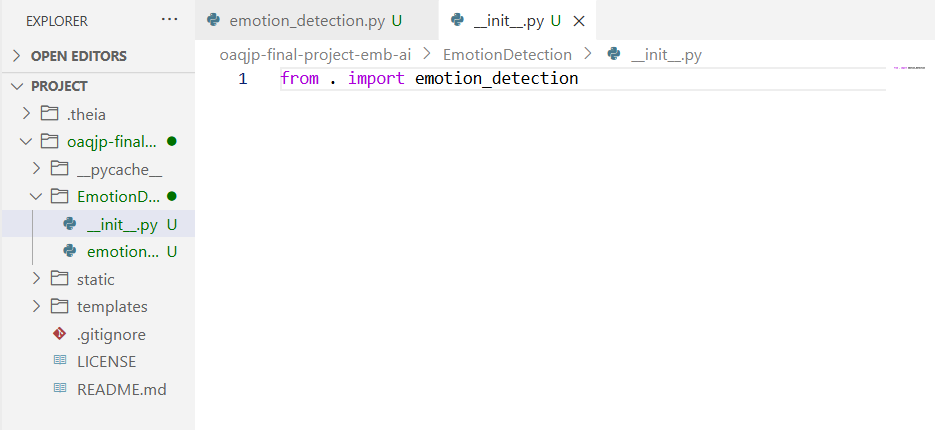 EXPLORER ...
OPEN EDITORS
PROJECT
.theia
oaqjp-final...
__pycache__
EmotionD...
__init__.py U
emotion... U
static
templates
.gitignore
LICENSE
README.md
emotion_detection.py U
__init__.py U
oaqjp-final-project-emb-ai > EmotionDetection > __init__.py
1 from . import emotion_detection